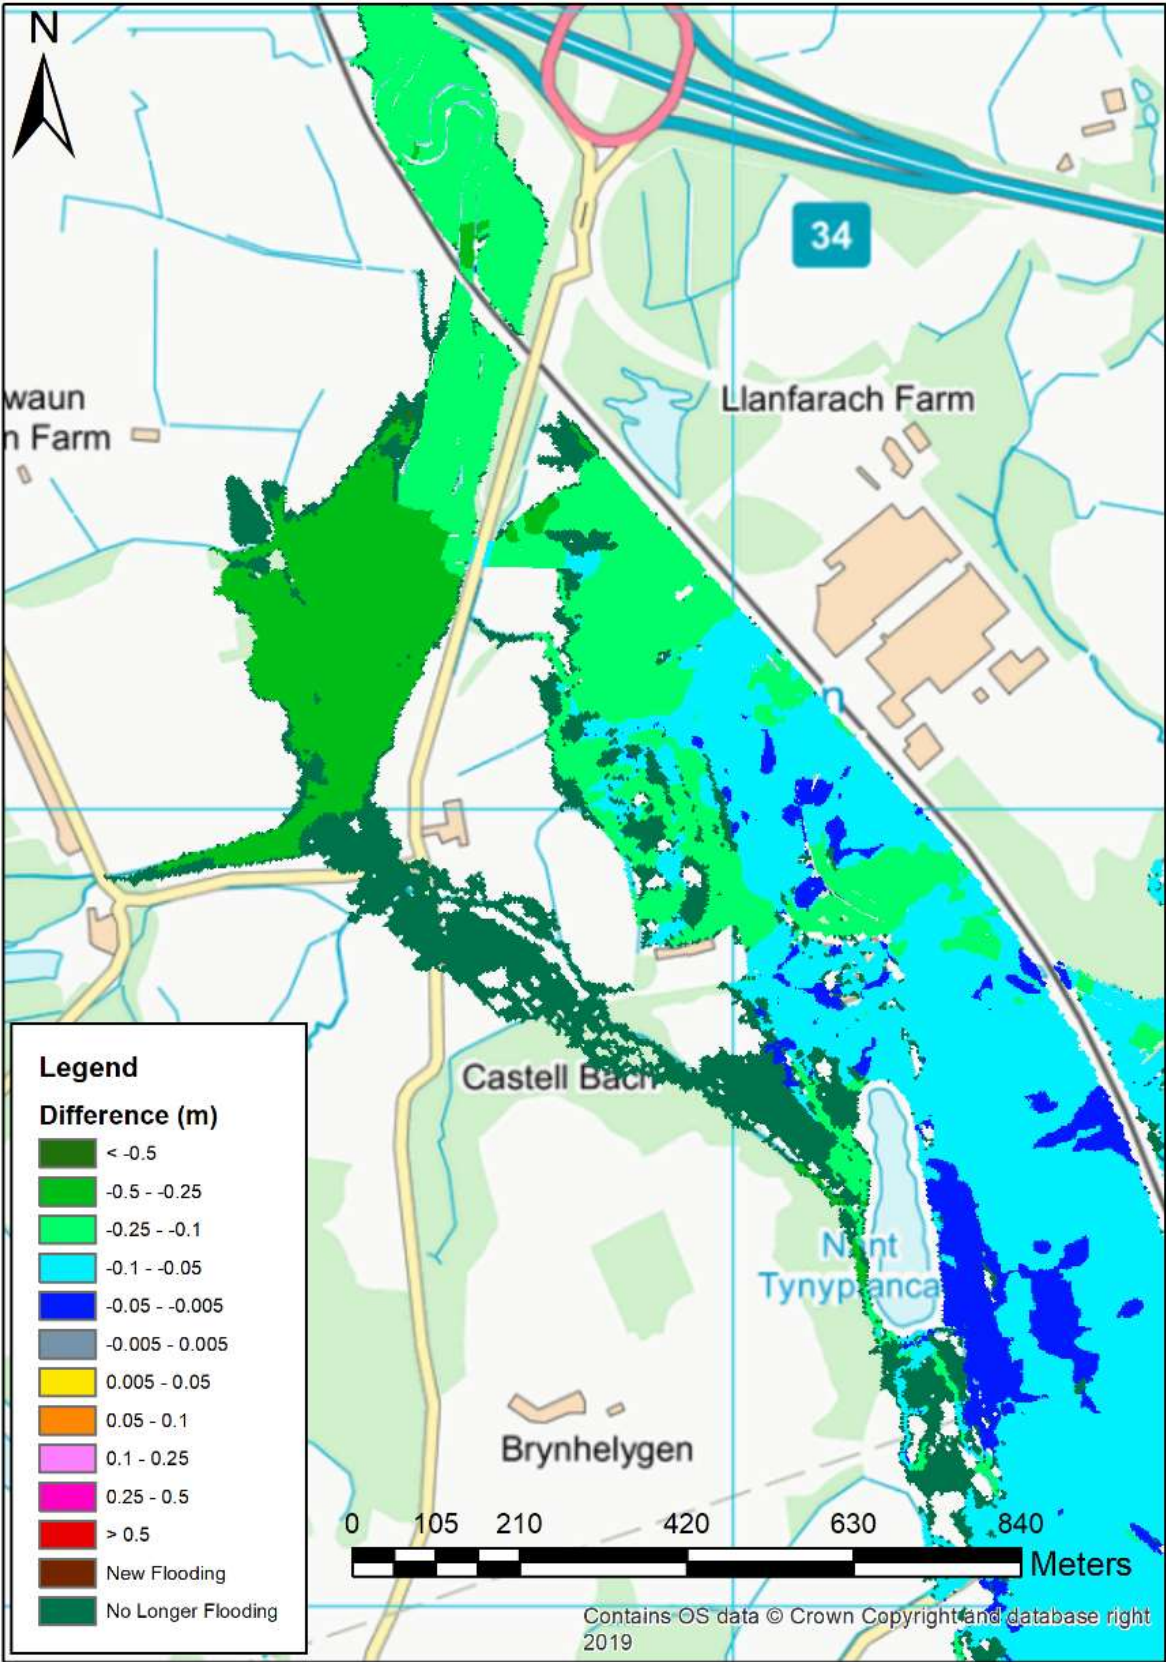 N
34
waun
n Farm
Llanfarach Farm
n
Castell Bach
Nant
Tynyplanca
Brynhelygen
Legend
Difference (m)
< -0.5
-0.5 - -0.25
-0.25 - -0.1
-0.1 - -0.05
-0.05 - -0.005
-0.005 - 0.005
0.005 - 0.05
0.05 - 0.1
0.1 - 0.25
0.25 - 0.5
> 0.5
New Flooding
No Longer Flooding
0 105 210 420 630 840
Meters
Contains OS data © Crown Copyright and database right
2019